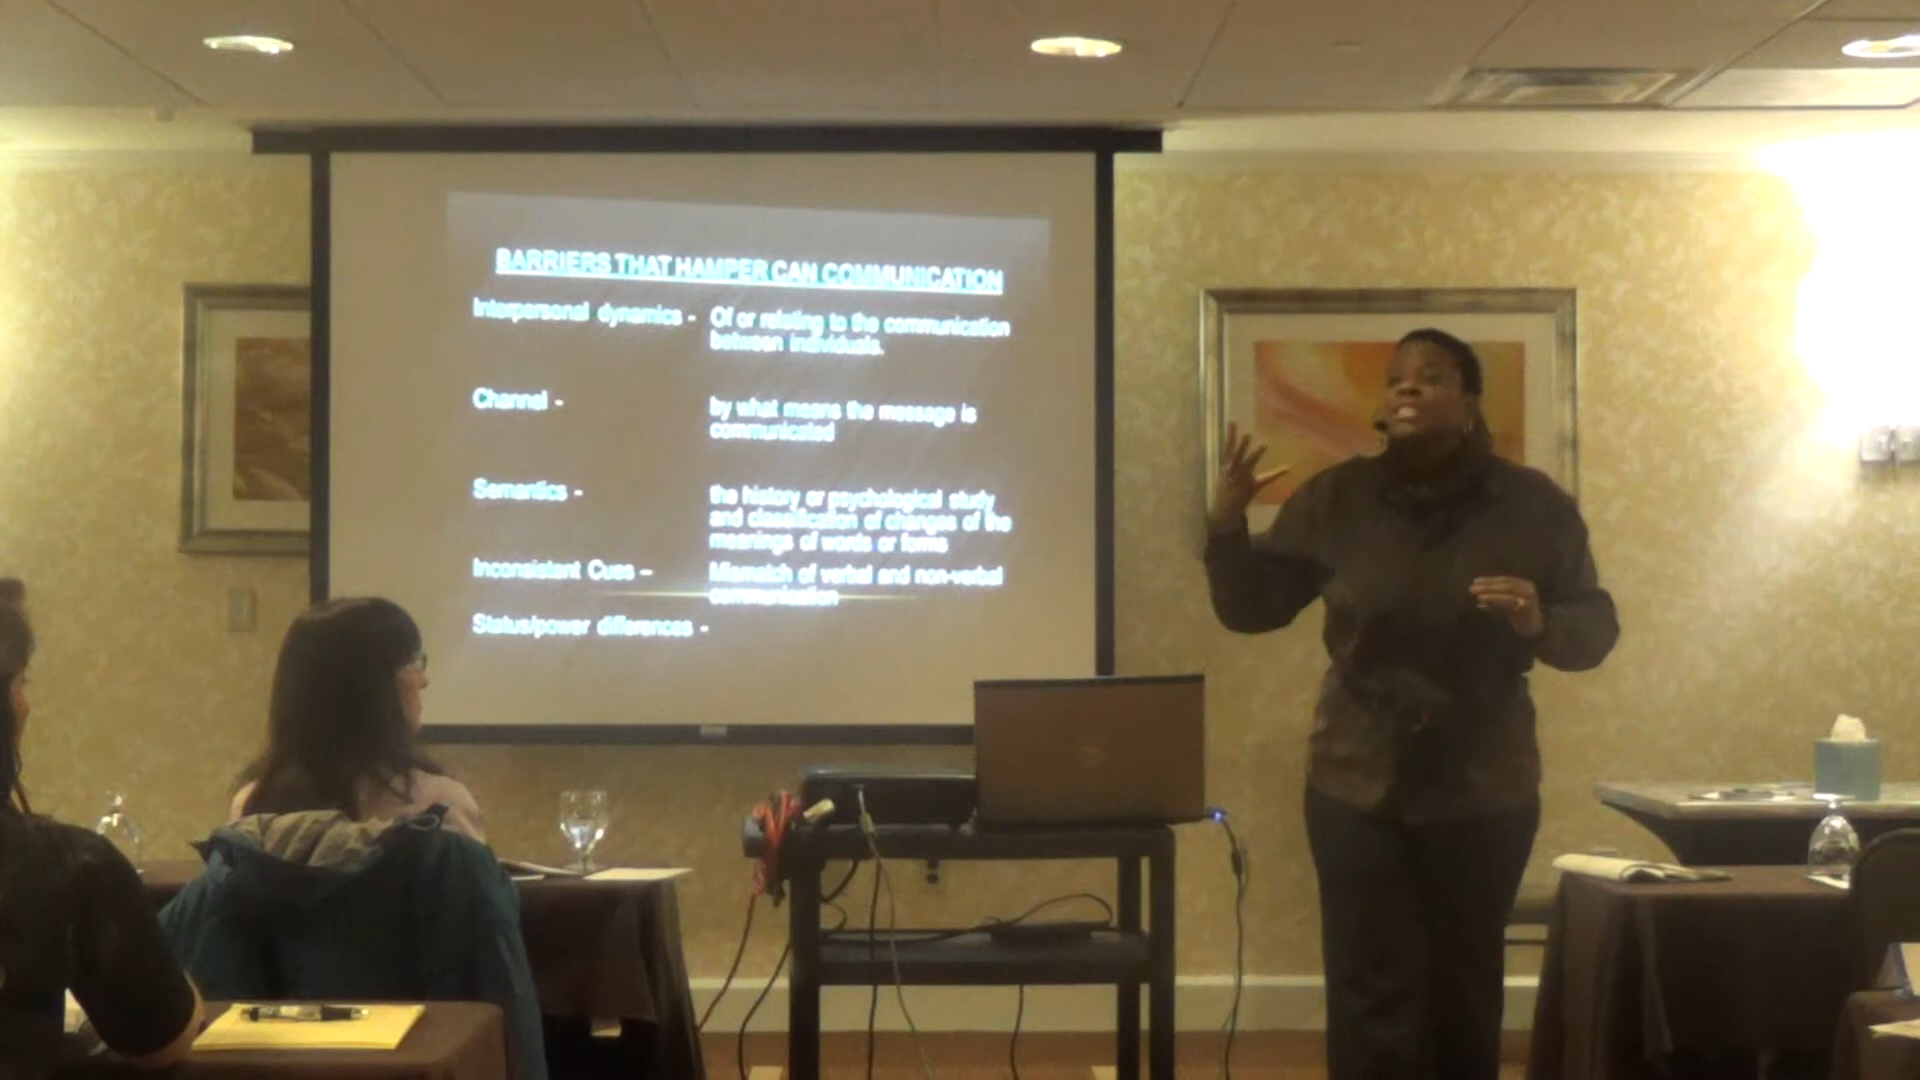 BARRIERS THAT HAMPER CAN COMMUNICATION
Interpersonal dynamics - Of or relating to the communication
between individuals.
Channel - by what means the message is
communicated
Semantics - the history or psychological study
and classification of changes of the
meanings of words or forms
Inconsistent Cues – Mismatch of verbal and non-verbal
communication
Status/power differences -